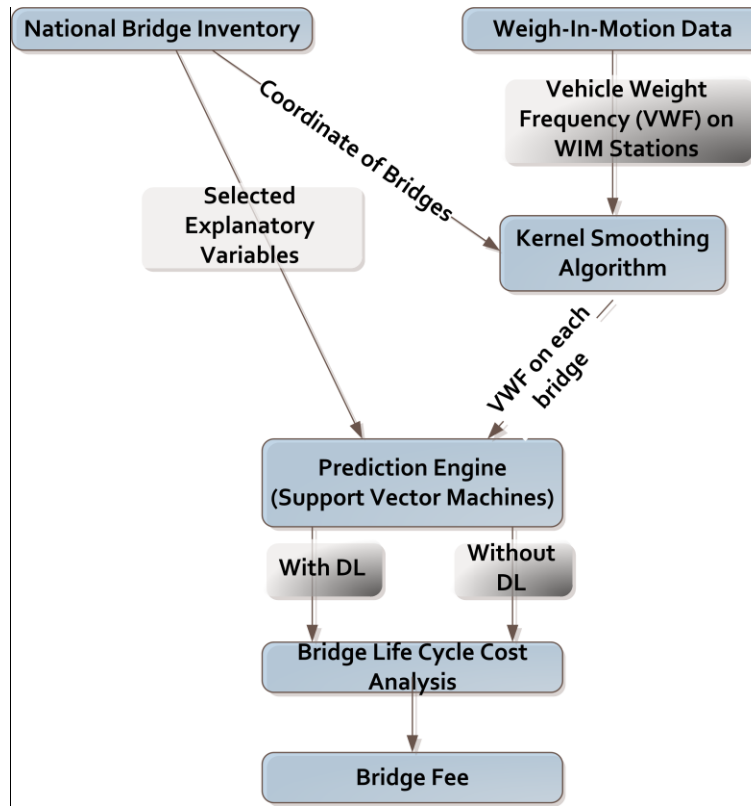 National Bridge Inventory
Weigh-In-Motion Data
Vehicle Weight
Frequency (VWF) on
WIM Stations
Coordinate of Bridges
Selected
Explanatory
Variables
Kernel Smoothing
Algorithm
VWF on each
bridge
Prediction Engine
(Support Vector Machines)
With DL
Without
DL
Bridge Life Cycle Cost
Analysis
Bridge Fee